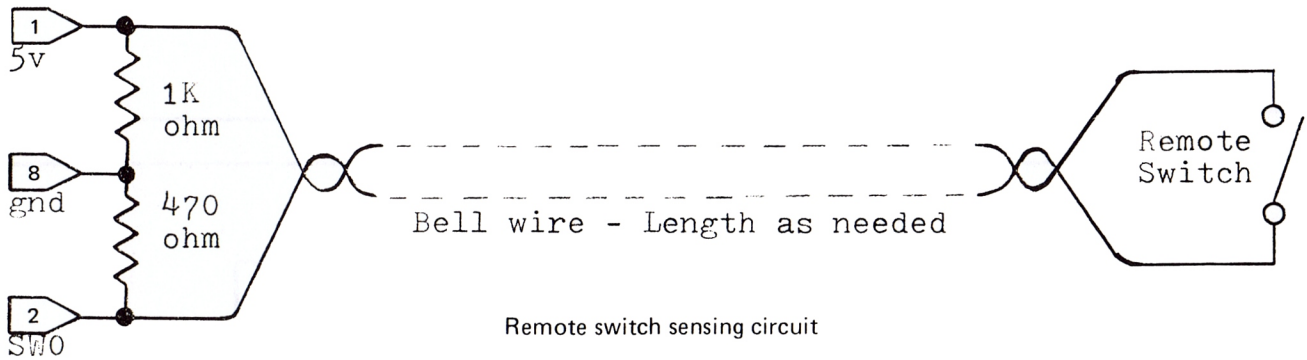 1
5v
1K
ohm
8
gnd
470
ohm
2
SW0
Bell wire - Length as needed
Remote
Switch
Remote switch sensing circuit